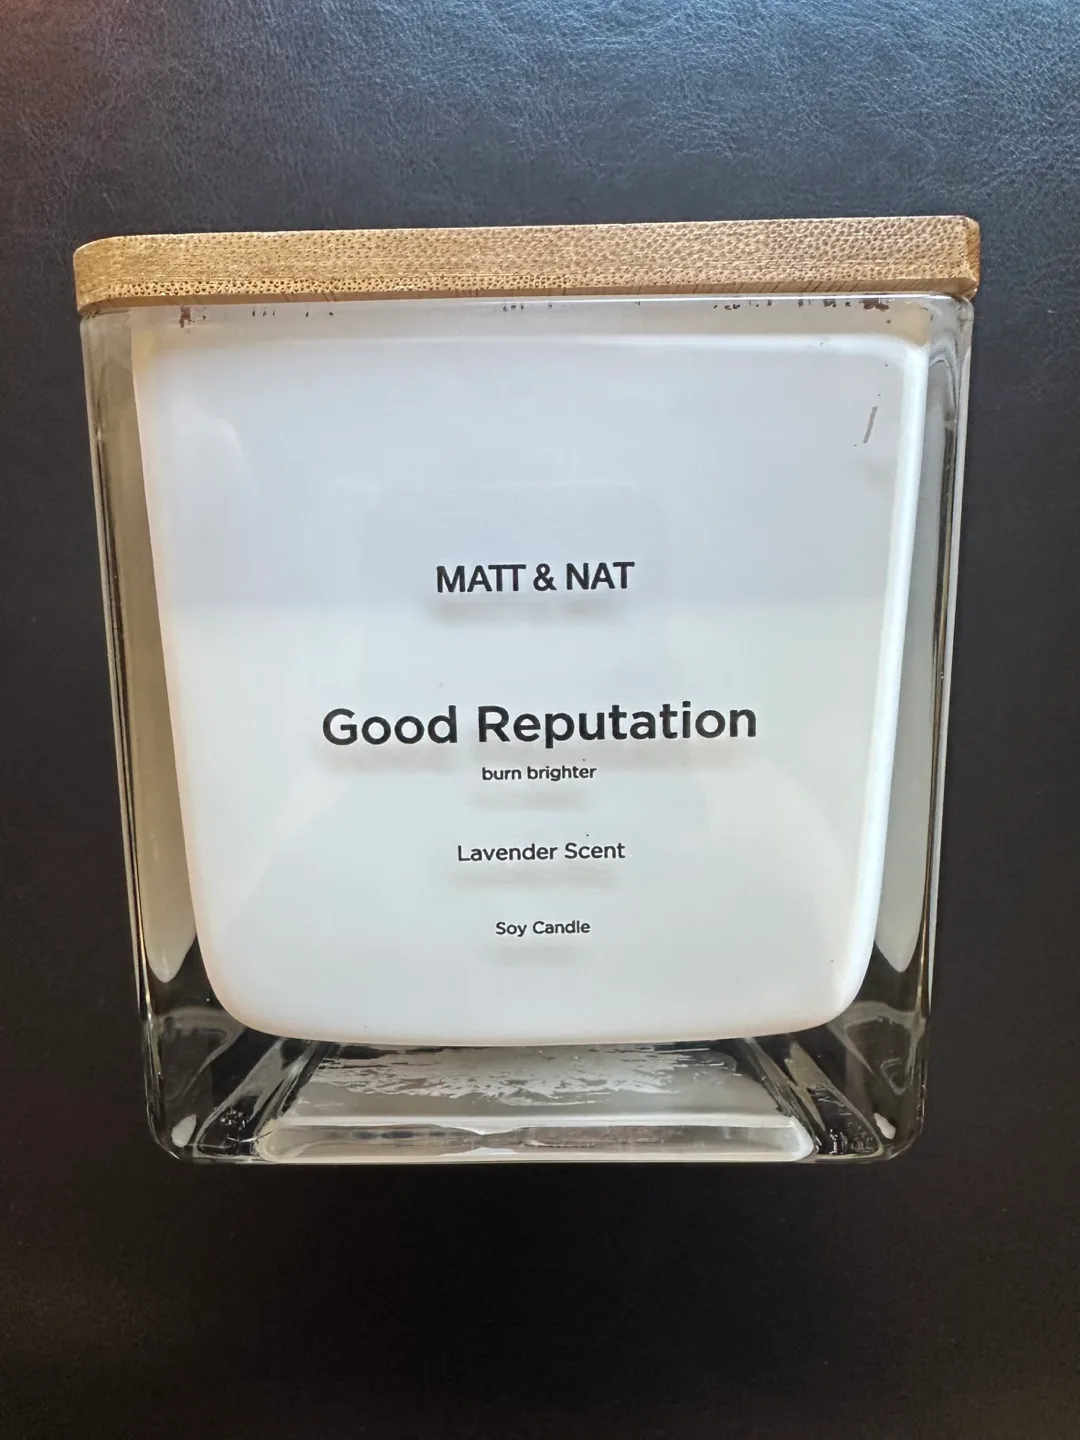 MATT & NAT
Good Reputation
burn brighter
Lavender Scent
Soy Candle